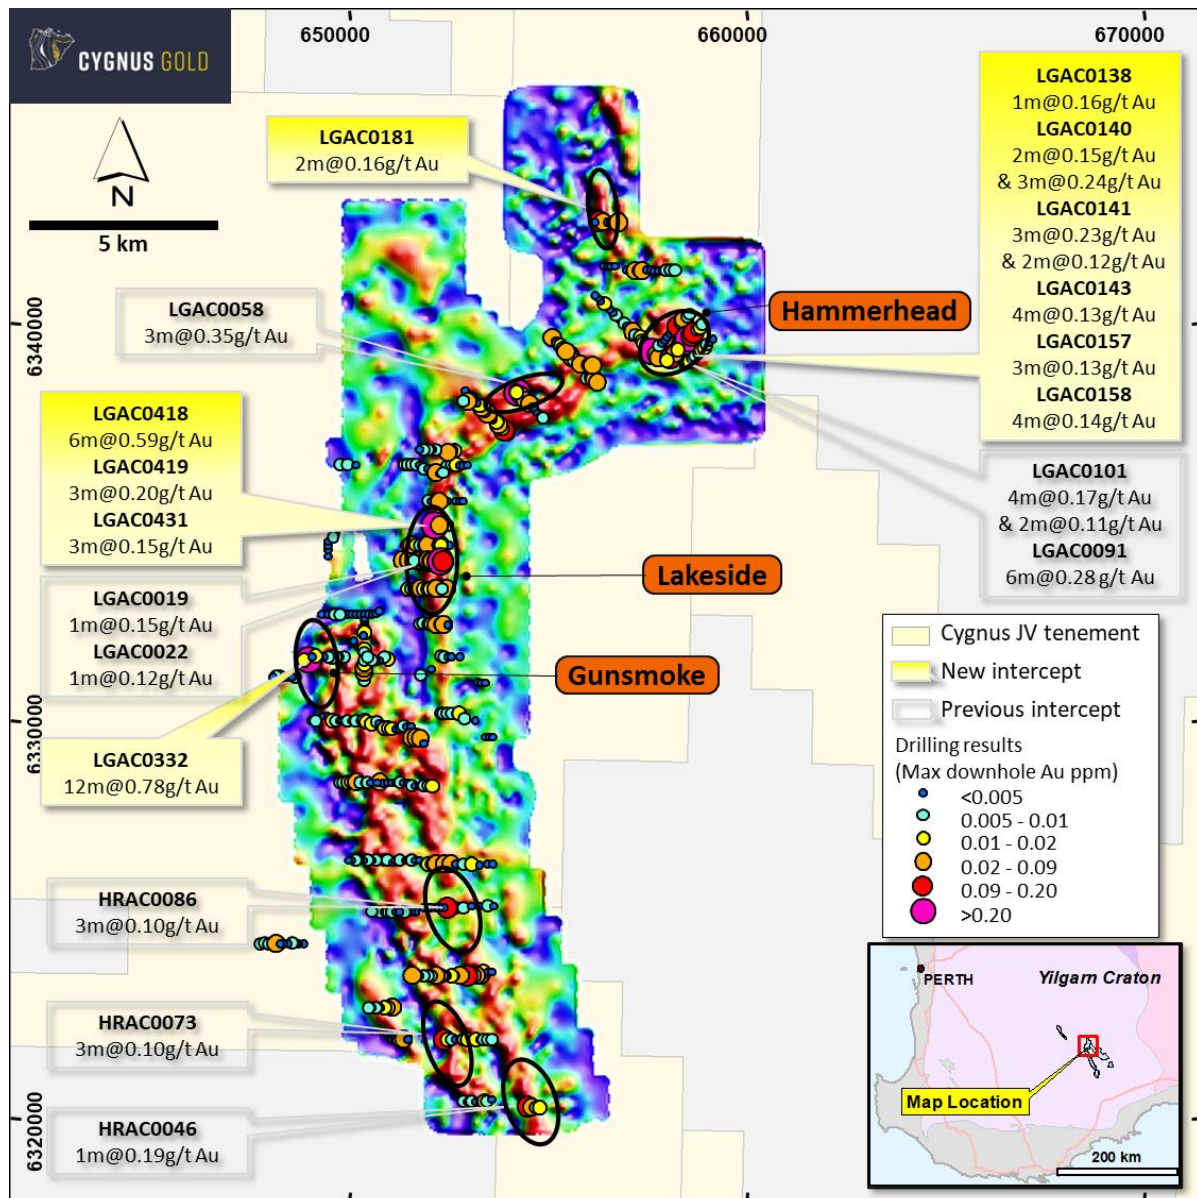 650000
660000
670000
CYGNUS GOLD
N
5 km
LGAC0181
2m@0.16g/t Au
LGAC0138
1m@0.16g/t Au
LGAC0140
2m@0.15g/t Au
& 3m@0.24g/t Au
LGAC0141
3m@0.23g/t Au
& 2m@0.12g/t Au
LGAC0143
4m@0.13g/t Au
LGAC0157
3m@0.13g/t Au
LGAC0158
4m@0.14g/t Au
Hammerhead
LGAC0058
3m@0.35g/t Au
6340000
LGAC0418
6m@0.59g/t Au
LGAC0419
3m@0.20g/t Au
LGAC0431
3m@0.15g/t Au
LGAC0101
4m@0.17g/t Au
& 2m@0.11g/t Au
LGAC0091
6m@0.28 g/t Au
Lakeside
LGAC0019
1m@0.15g/t Au
LGAC0022
1m@0.12g/t Au
Gunsmoke
6330000
LGAC0332
12m@0.78g/t Au
Cygnus JV tenement
New intercept
Previous intercept
Drilling results
(Max downhole Au ppm)
<0.005
0.005 - 0.01
0.01 - 0.02
0.02 - 0.09
0.09 - 0.20
>0.20
HRAC0086
3m@0.10g/t Au
HRAC0073
3m@0.10g/t Au
6320000
HRAC0046
1m@0.19g/t Au
PERTH
Yilgarn Craton
Map Location
200 km